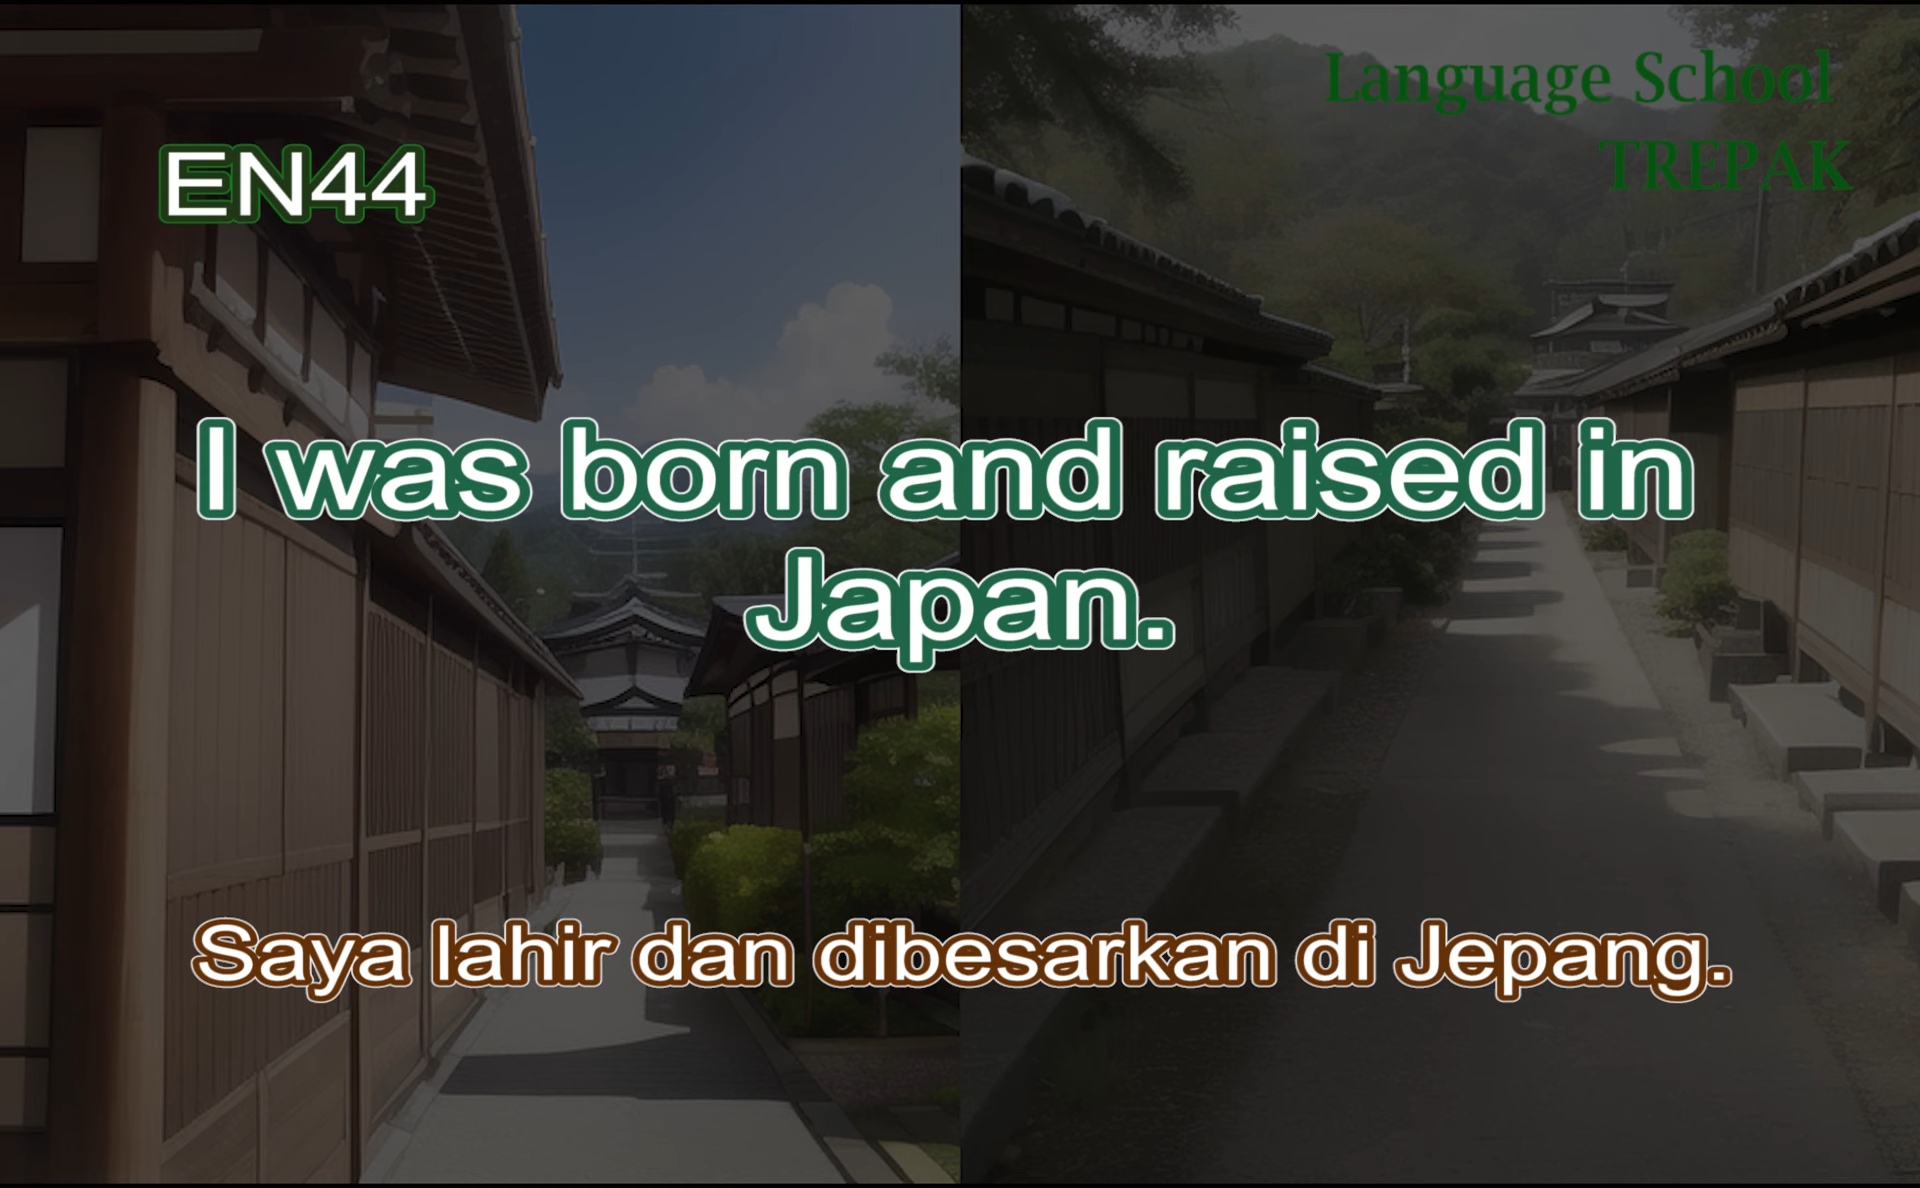 Language School
TREPAK
EN44
I was born and raised in
Japan.
Saya lahir dan dibesarkan di Jepang.